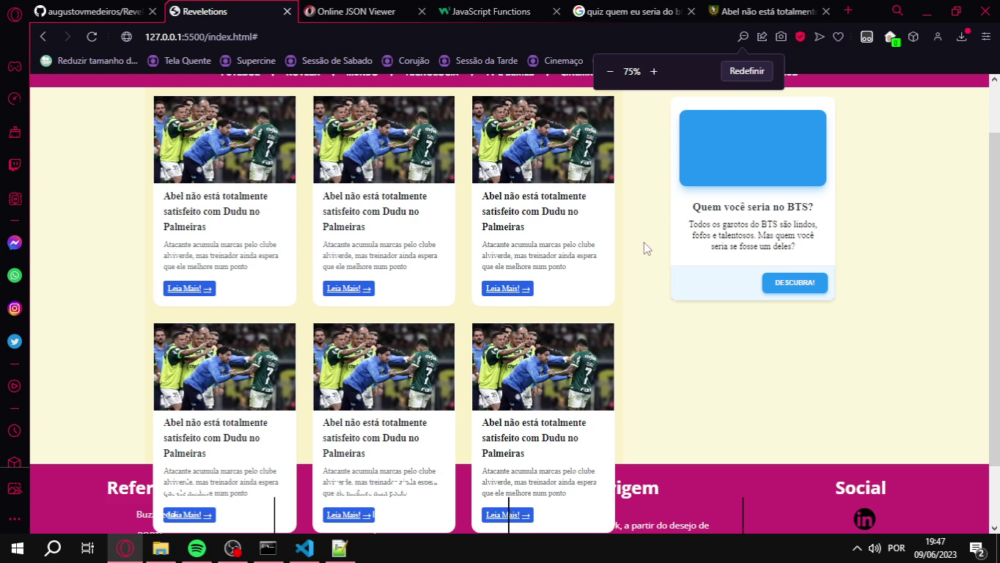 augustovmedeiros/Revel
Reveletions
Online JSON Viewer
JavaScript Functions
quiz quem eu seria do b
Abel não está totalment
127.0.0.1:5500/index.html#
0
Reduzir tamanho d...
Tela Quente
Supercine
Sessão de Sabado
Corujão
Sessão da Tarde
Cinemaço
75%
Redefinir
FUTEBOL
NOVELA
MUNDO
TECNOLOGIA
Abel não está totalmente
satisfeito com Dudu no
Palmeiras
Atacante acumula marcas pelo clube
alviverde, mas treinador ainda espera
que ele melhore num ponto
Leia Mais! →
Abel não está totalmente
satisfeito com Dudu no
Palmeiras
Atacante acumula marcas pelo clube
alviverde, mas treinador ainda espera
que ele melhore num ponto
Leia Mais! →
Abel não está totalmente
satisfeito com Dudu no
Palmeiras
Atacante acumula marcas pelo clube
alviverde, mas treinador ainda espera
que ele melhore num ponto
Leia Mais! →
Quem você seria no BTS?
Todos os garotos do BTS são lindos,
fofos e talentosos. Mas quem você
seria se fosse um deles?
DESCUBRA!
Abel não está totalmente
satisfeito com Dudu no
Palmeiras
Atacante acumula marcas pelo clube
alviverde, mas treinador ainda espera
que ele melhore num ponto
Leia Mais! →
Abel não está totalmente
satisfeito com Dudu no
Palmeiras
Atacante acumula marcas pelo clube
alviverde, mas treinador ainda espera
que ele melhore num ponto
Leia Mais! →
Abel não está totalmente
satisfeito com Dudu no
Palmeiras
Atacante acumula marcas pelo clube
alviverde, mas treinador ainda espera
que ele melhore num ponto
Leia Mais! →
Refer
rigem
Social
k, a partir do desejo de
in
POR
19:47
09/06/2023
2